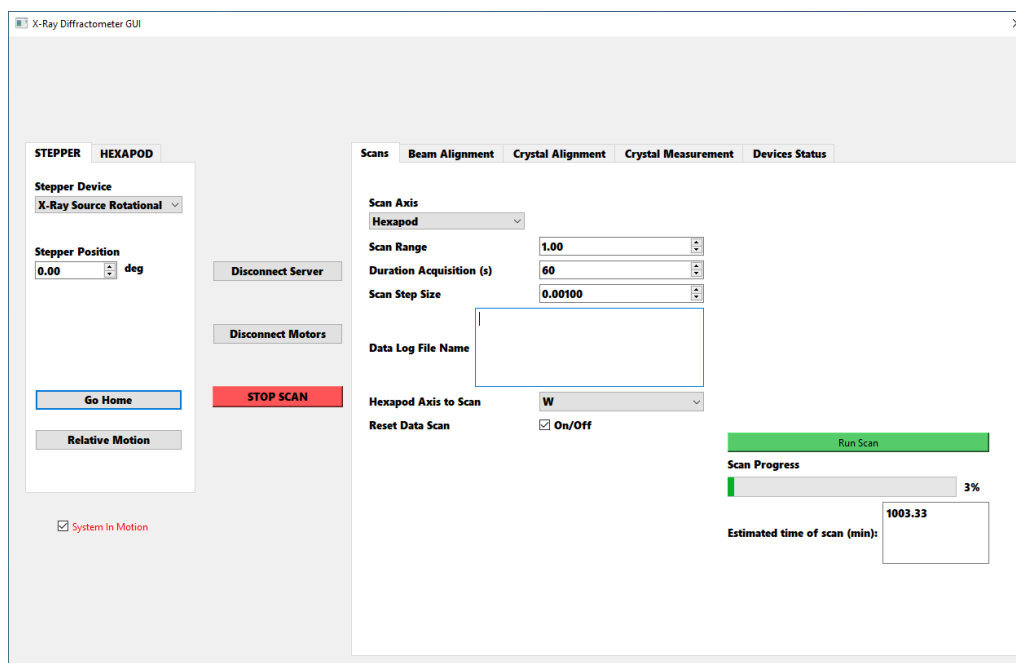 X-Ray Diffractometer GUI
STEPPER HEXAPOD
Stepper Device
X-Ray Source Rotational
Stepper Position
0.00 deg
Go Home
Relative Motion
System In Motion
Disconnect Server
Disconnect Motors
STOP SCAN
Scans Beam Alignment Crystal Alignment Crystal Measurement Devices Status
Scan Axis
Hexapod
Scan Range 1.00
Duration Acquisition (s) 60
Scan Step Size 0.00100
Data Log File Name
Hexapod Axis to Scan W
Reset Data Scan On/Off
Run Scan
Scan Progress
3%
Estimated time of scan (min): 1003.33